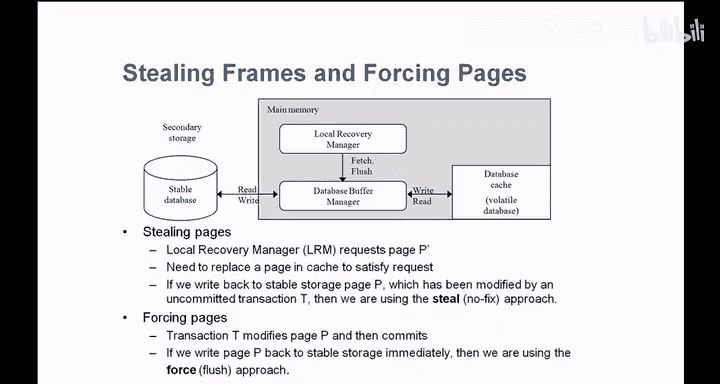 bilibili
Stealing Frames and Forcing Pages
Main memory
Secondary
storage
Local Recovery
Manager
Fetch,
Flush
Stable
database
Read
Write
Database Buffer
Manager
Write
Read
Database
cache
(volatile
database)
• Stealing pages
– Local Recovery Manager (LRM) requests page P'
– Need to replace a page in cache to satisfy request
– If we write back to stable storage page P, which has been modified by an
uncommitted transaction T, then we are using the steal (no-fix) approach.
• Forcing pages
– Transaction T modifies page P and then commits
– If we write page P back to stable storage immediately, then we are using the
force (flush) approach.